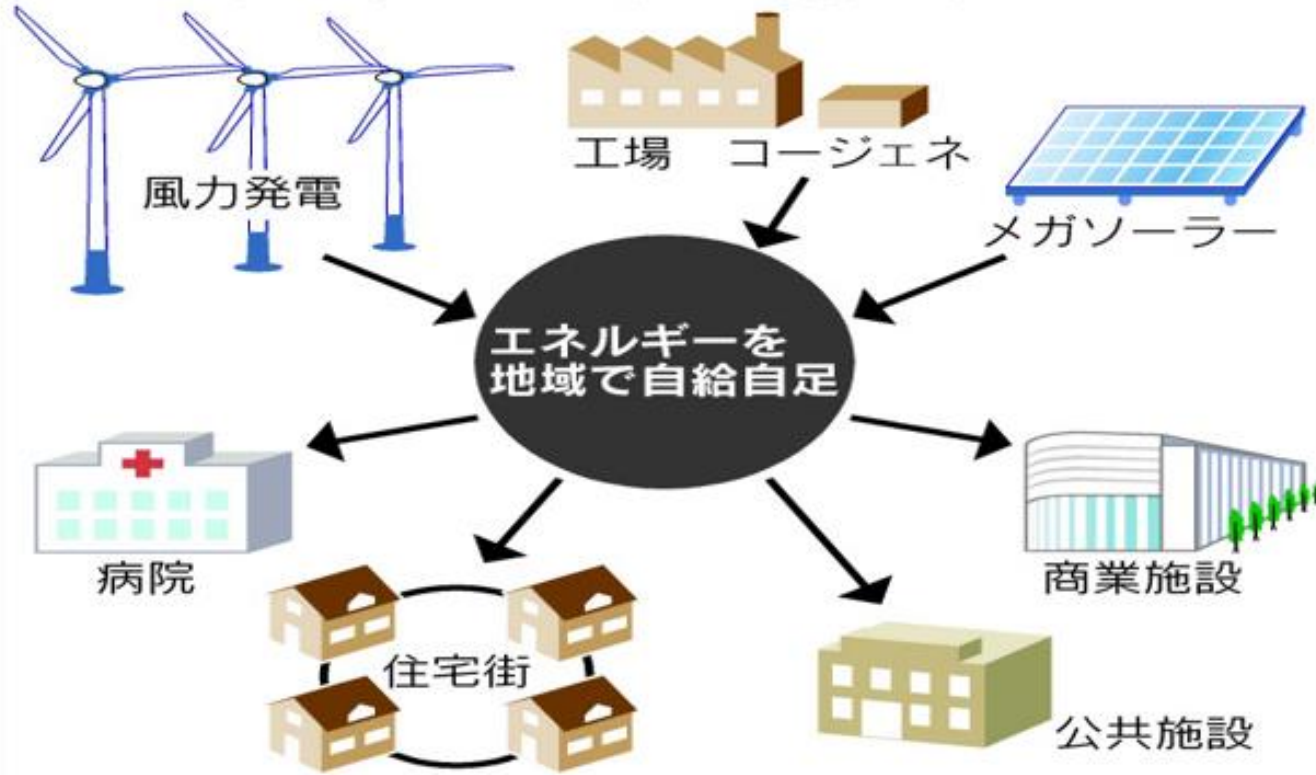 工場 コージェネ
風力発電
メガソーラー
エネルギーを
地域で自給自足
病院
商業施設
住宅街
公共施設